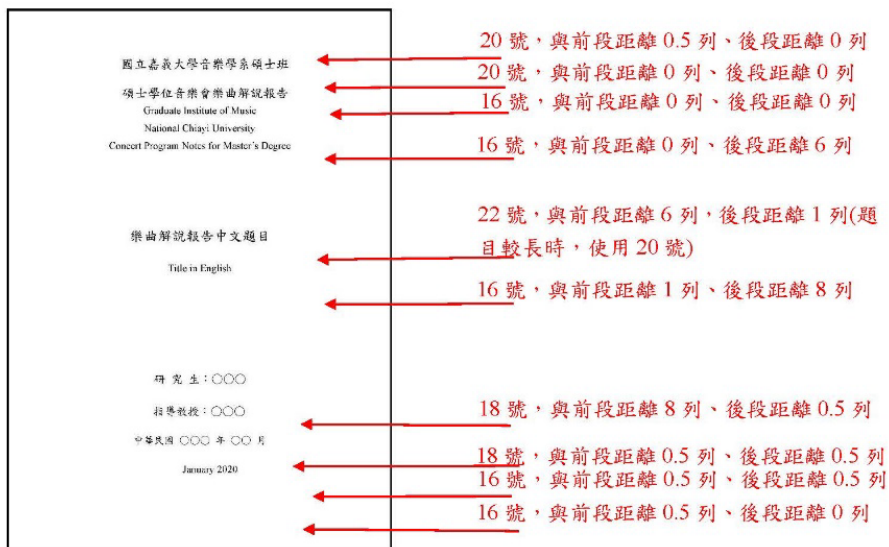 國立嘉義大學音樂學系碩士班
碩士學位音樂會樂曲解說報告
Graduate Institute of Music
National Chiayi University
Concert Program Notes for Master's Degree
樂曲解說報告中文題目
Title in English
研 究 生：○○○
指導教授：○○○
中華民國 ○○○ 年 ○○ 月
January 2020
20 號，與前段距離 0.5 列、後段距離 0 列
20 號，與前段距離 0 列、後段距離 0 列
16 號，與前段距離 0 列、後段距離 0 列
16 號，與前段距離 0 列、後段距離 6 列
22 號，與前段距離 6 列，後段距離 1 列(題
目較長時，使用 20 號)
16 號，與前段距離 1 列、後段距離 8 列
18 號，與前段距離 8 列、後段距離 0.5 列
18 號，與前段距離 0.5 列、後段距離 0.5 列
16 號，與前段距離 0.5 列、後段距離 0.5 列
16 號，與前段距離 0.5 列、後段距離 0 列